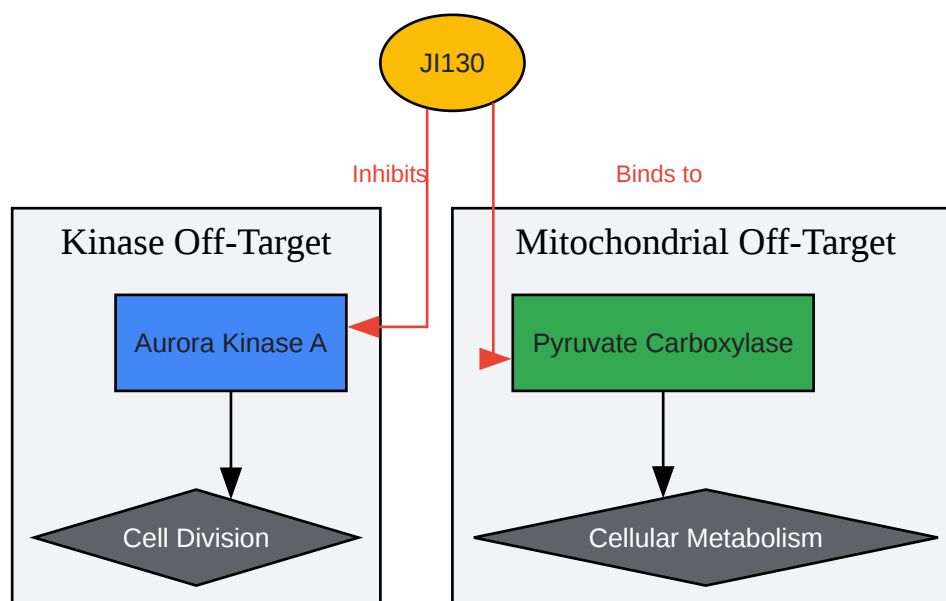 JI130
Inhibits
Binds to
Kinase Off-Target
Mitochondrial Off-Target
Aurora Kinase A
Pyruvate Carboxylase
Cell Division
Cellular Metabolism